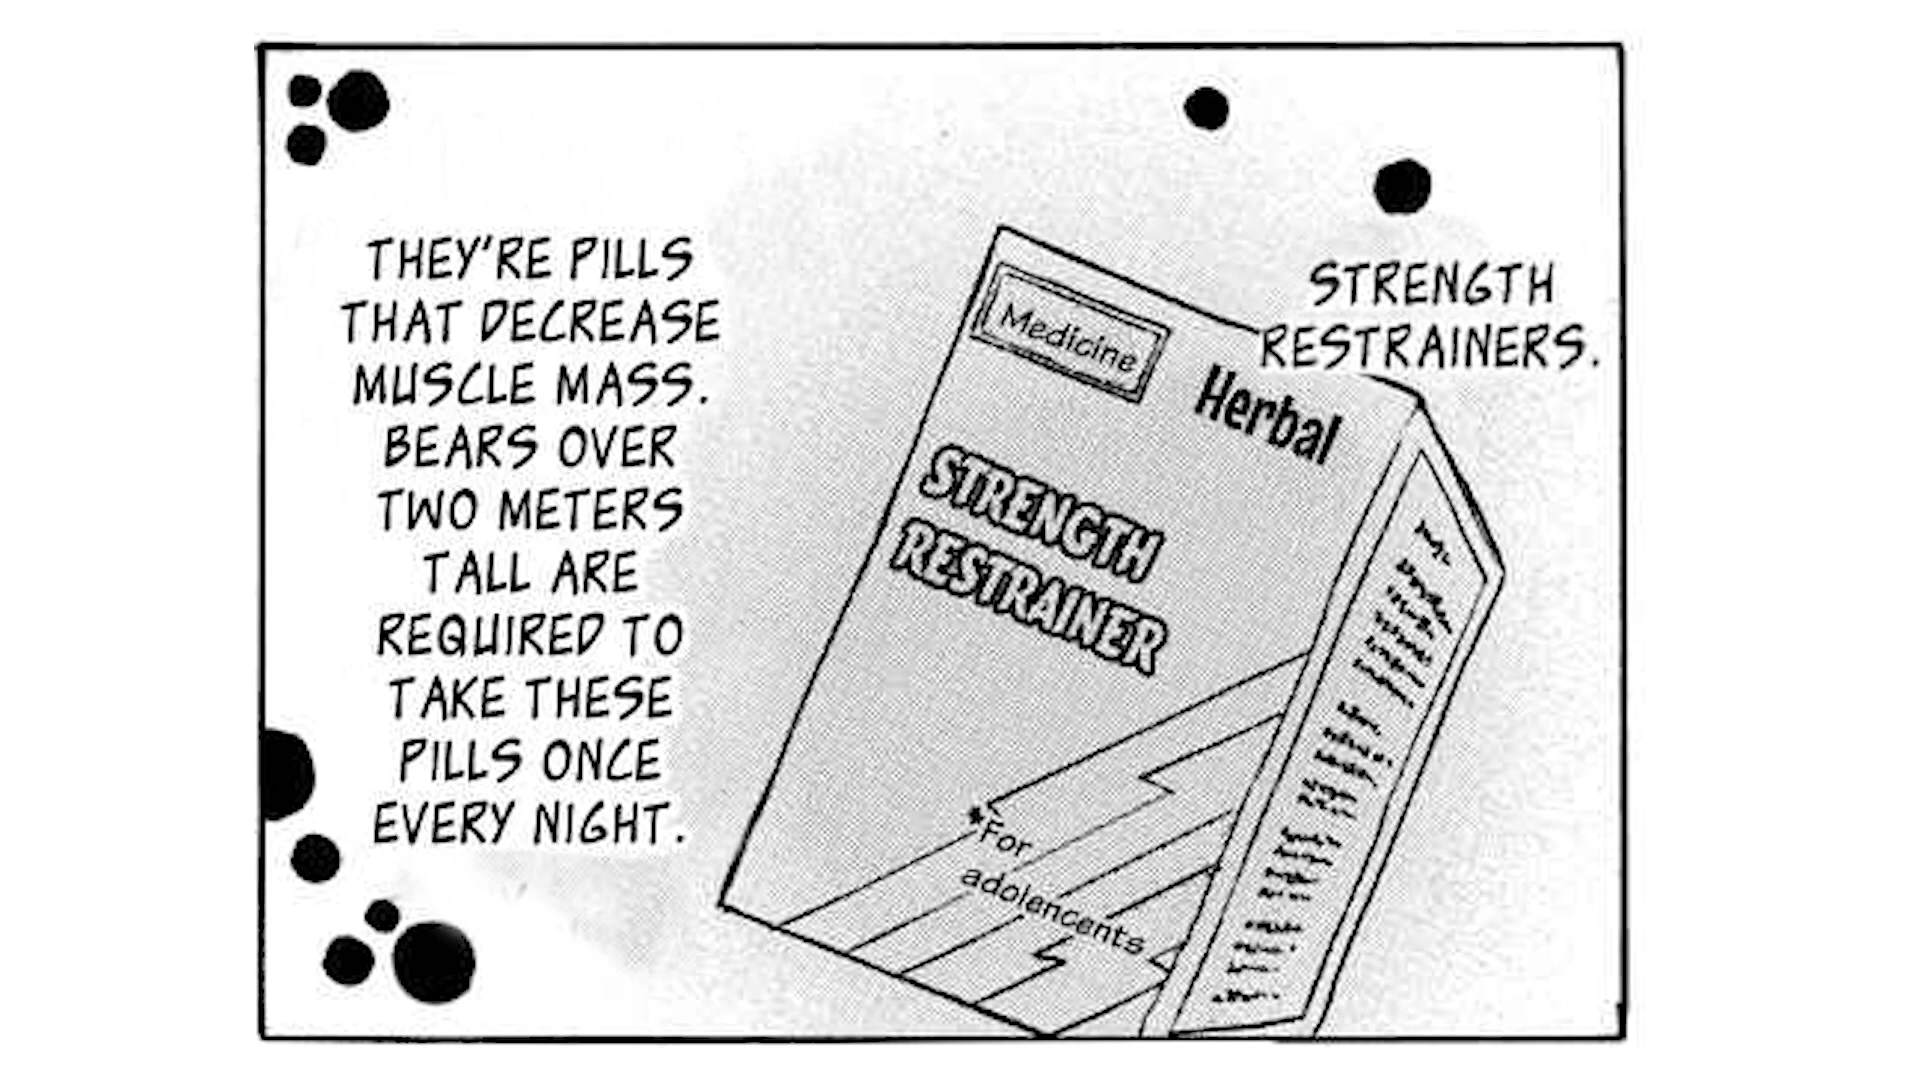 STRENGTH
RESTRAINERS.
THEY'RE PILLS
THAT DECREASE
MUSCLE MASS.
BEARS OVER
TWO METERS
TALL ARE
REQUIRED TO
TAKE THESE
PILLS ONCE
EVERY NIGHT.
Medicine
Herbal
STRENGTH
RESTRAINER
*For
adolencents